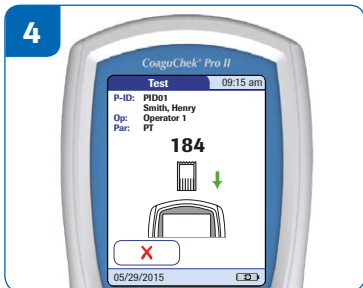 4
CoaguChek® Pro II
Test 09:15 am
P-ID: PID01
Smith, Henry
Op: Operator 1
Par: PT
184
05/29/2015